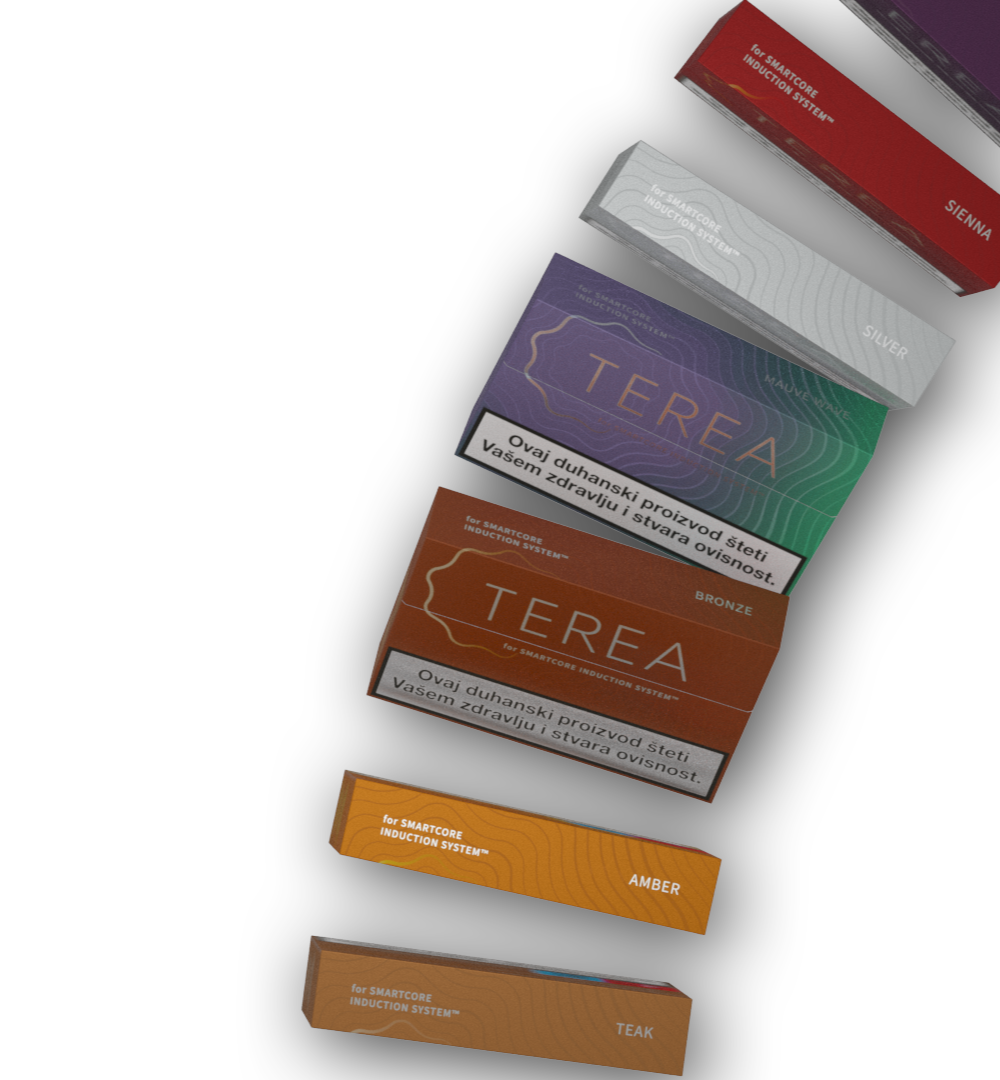 EREA
for SMARTCORE
INDUCTION SYSTEM™
TEREA
SIENNA
for SMARTCORE
INDUCTION SYSTEM™
SILVER
for SMARTCORE
INDUCTION SYSTEM™
MAUVE WAVE
TEREA
Ovaj duhanski proizvod šteti
Vašem zdravlju i stvara ovisnost.
for SMARTCORE
INDUCTION SYSTEM™
BRONZE
TEREA
for SMARTCORE INDUCTION SYSTEM™
Ovaj duhanski proizvod šteti
Vašem zdravlju i stvara ovisnost.
for SMARTCORE
INDUCTION SYSTEM™
AMBER
for SMARTCORE
INDUCTION SYSTEM™
TEAK